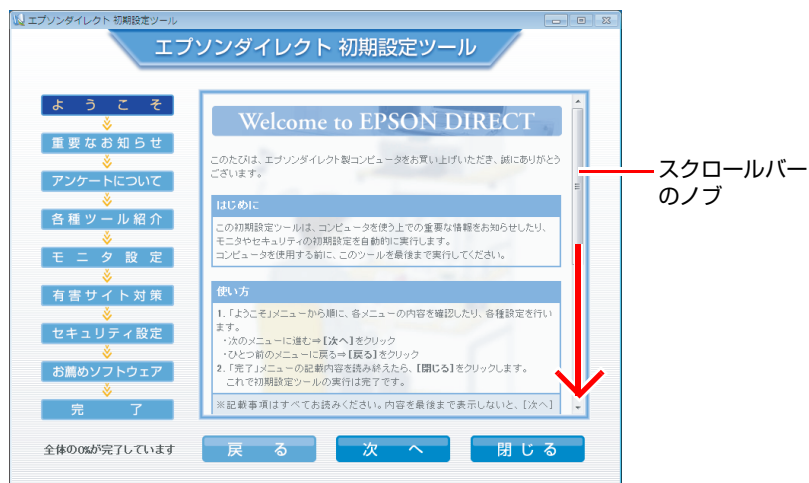 エプソンダイレクト 初期設定ツール
エプソンダイレクト 初期設定ツール
ようこそ
重要なお知らせ
アンケートについて
各種ツール紹介
モニタ設定
有害サイト対策
セキュリティ設定
お薦めソフトウェア
完了
Welcome to EPSON DIRECT
このたびは、エプソンダイレクト製コンピュータをお買い上げいただき、誠にありがとう
ございます。
はじめに
この初期設定ツールは、コンピュータを使う上での重要な情報をお知らせしたり、
モニタやセキュリティの初期設定を自動的に実行します。
コンピュータを使用する前に、このツールを最後まで実行してください。
使い方
1.「ようこそ」メニューから順に、各メニューの内容を確認したり、各種設定を行い
ます。
・次のメニューに進む⇒[次へ]をクリック
・ひとつ前のメニューに戻る⇒[戻る]をクリック
2.「完了」メニューの記載内容を読み終えたら、[閉じる]をクリックします。
これで初期設定ツールの実行は完了です。
※記載事項はすべてお読みください。内容を最後まで表示しないと、[次へ]
スクロールバー
のノブ
全体の0%が完了しています
戻る
次へ
閉じる